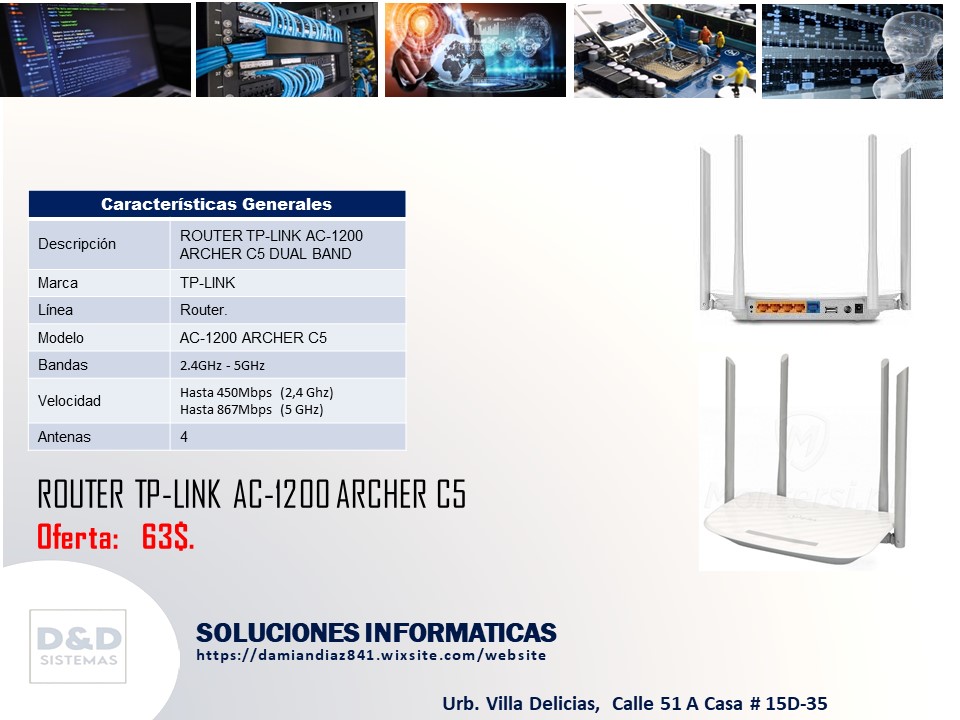 Características Generales
Descripción
ROUTER TP-LINK AC-1200
ARCHER C5 DUAL BAND
Marca
TP-LINK
Línea
Router.
Modelo
AC-1200 ARCHER C5
Bandas
2.4GHz - 5GHz
Velocidad
Hasta 450Mbps (2,4 Ghz)
Hasta 867Mbps (5 GHz)
Antenas
4
ROUTER TP-LINK AC-1200 ARCHER C5
Oferta: 63$.
D&D
SISTEMAS
SOLUCIONES INFORMATICAS
https://damiandiaz841.wixsite.com/website
Urb. Villa Delicias, Calle 51 A Casa # 15D-35